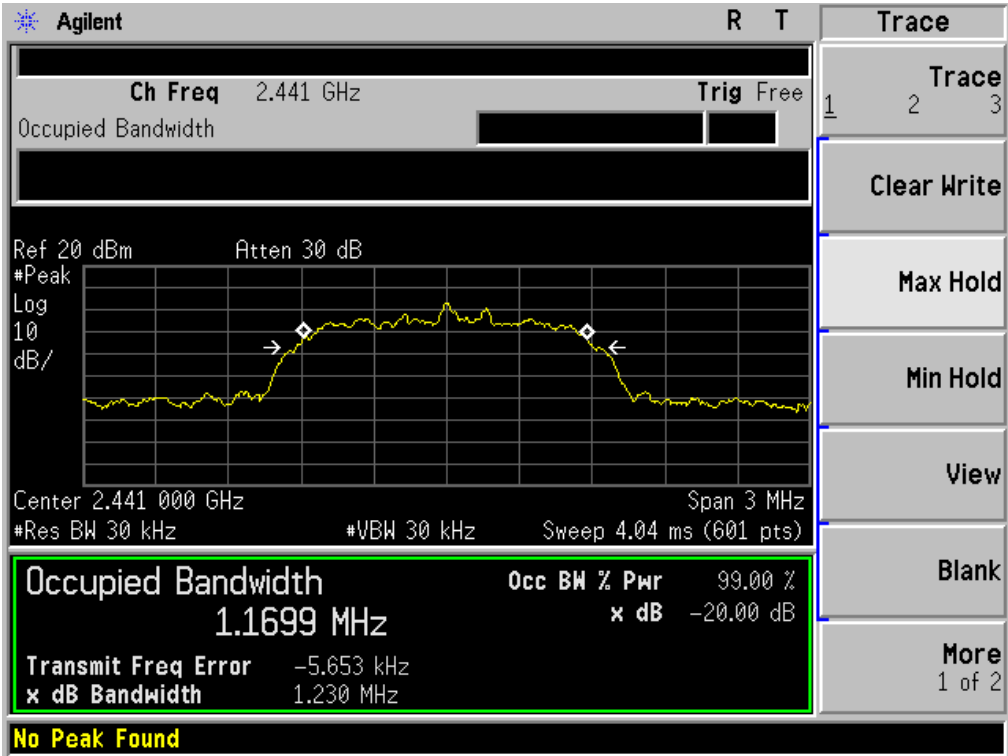 Agilent R T
Ch Freq 2.441 GHz Trig Free
Occupied Bandwidth
Ref 20 dBm Atten 30 dB
#Peak
Log
10
dB/
Center 2.441 000 GHz Span 3 MHz
#Res BW 30 kHz #VBW 30 kHz Sweep 4.04 ms (601 pts)
Occupied Bandwidth
1.1699 MHz
Occ BW % Pwr 99.00 %
x dB -20.00 dB
Transmit Freq Error -5.653 kHz
x dB Bandwidth 1.230 MHz
No Peak Found
Trace
Trace
1 2 3
Clear Write
Max Hold
Min Hold
View
Blank
More
1 of 2